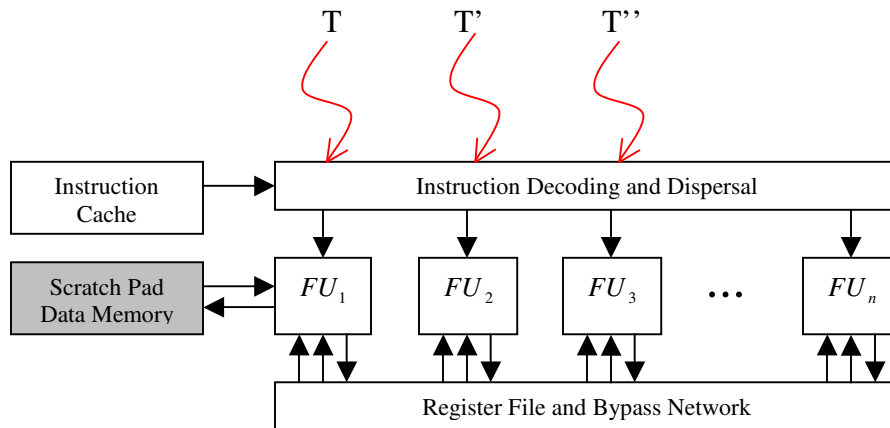 T T’ T’’
Instruction Cache
Instruction Decoding and Dispersal
Scratch Pad Data Memory
FU1 FU2 FU3 ... FUn
Register File and Bypass Network